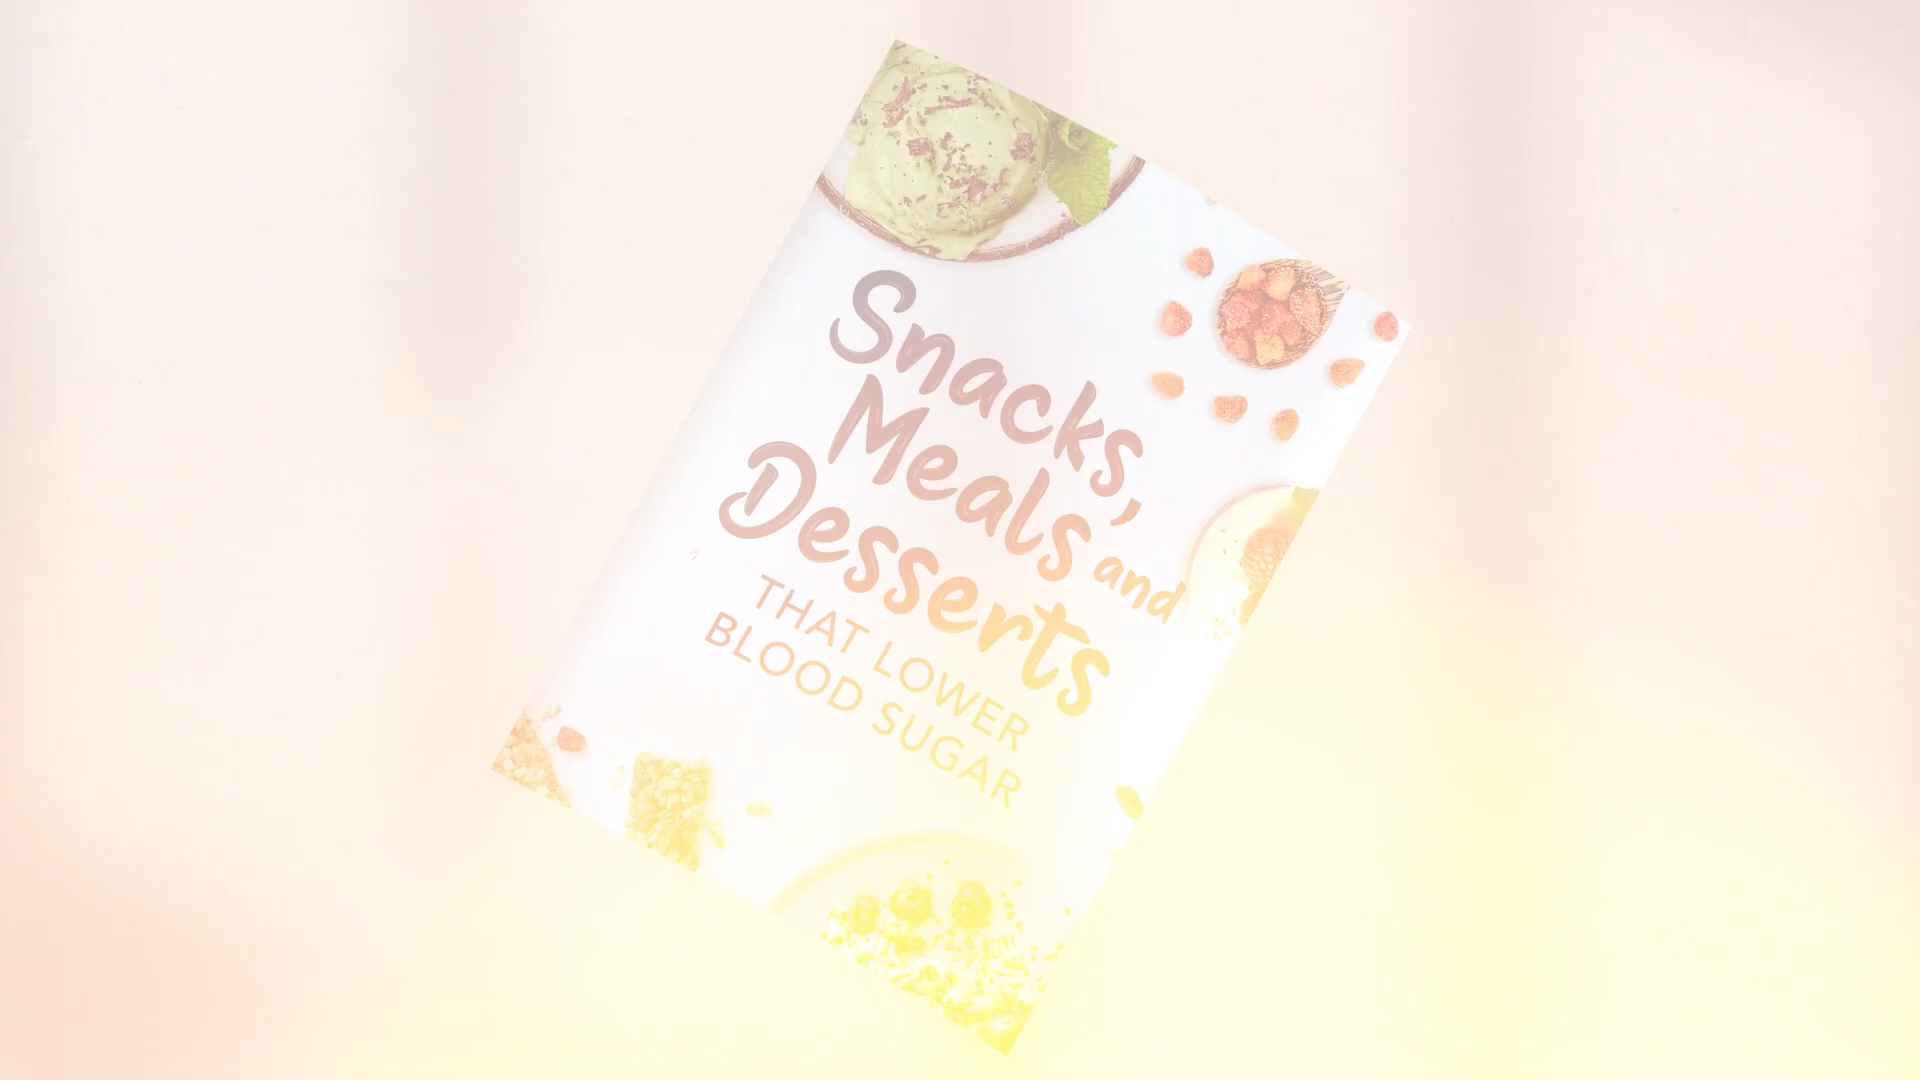 Snacks,
Meals and
Desserts
THAT LOWER
BLOOD SUGAR